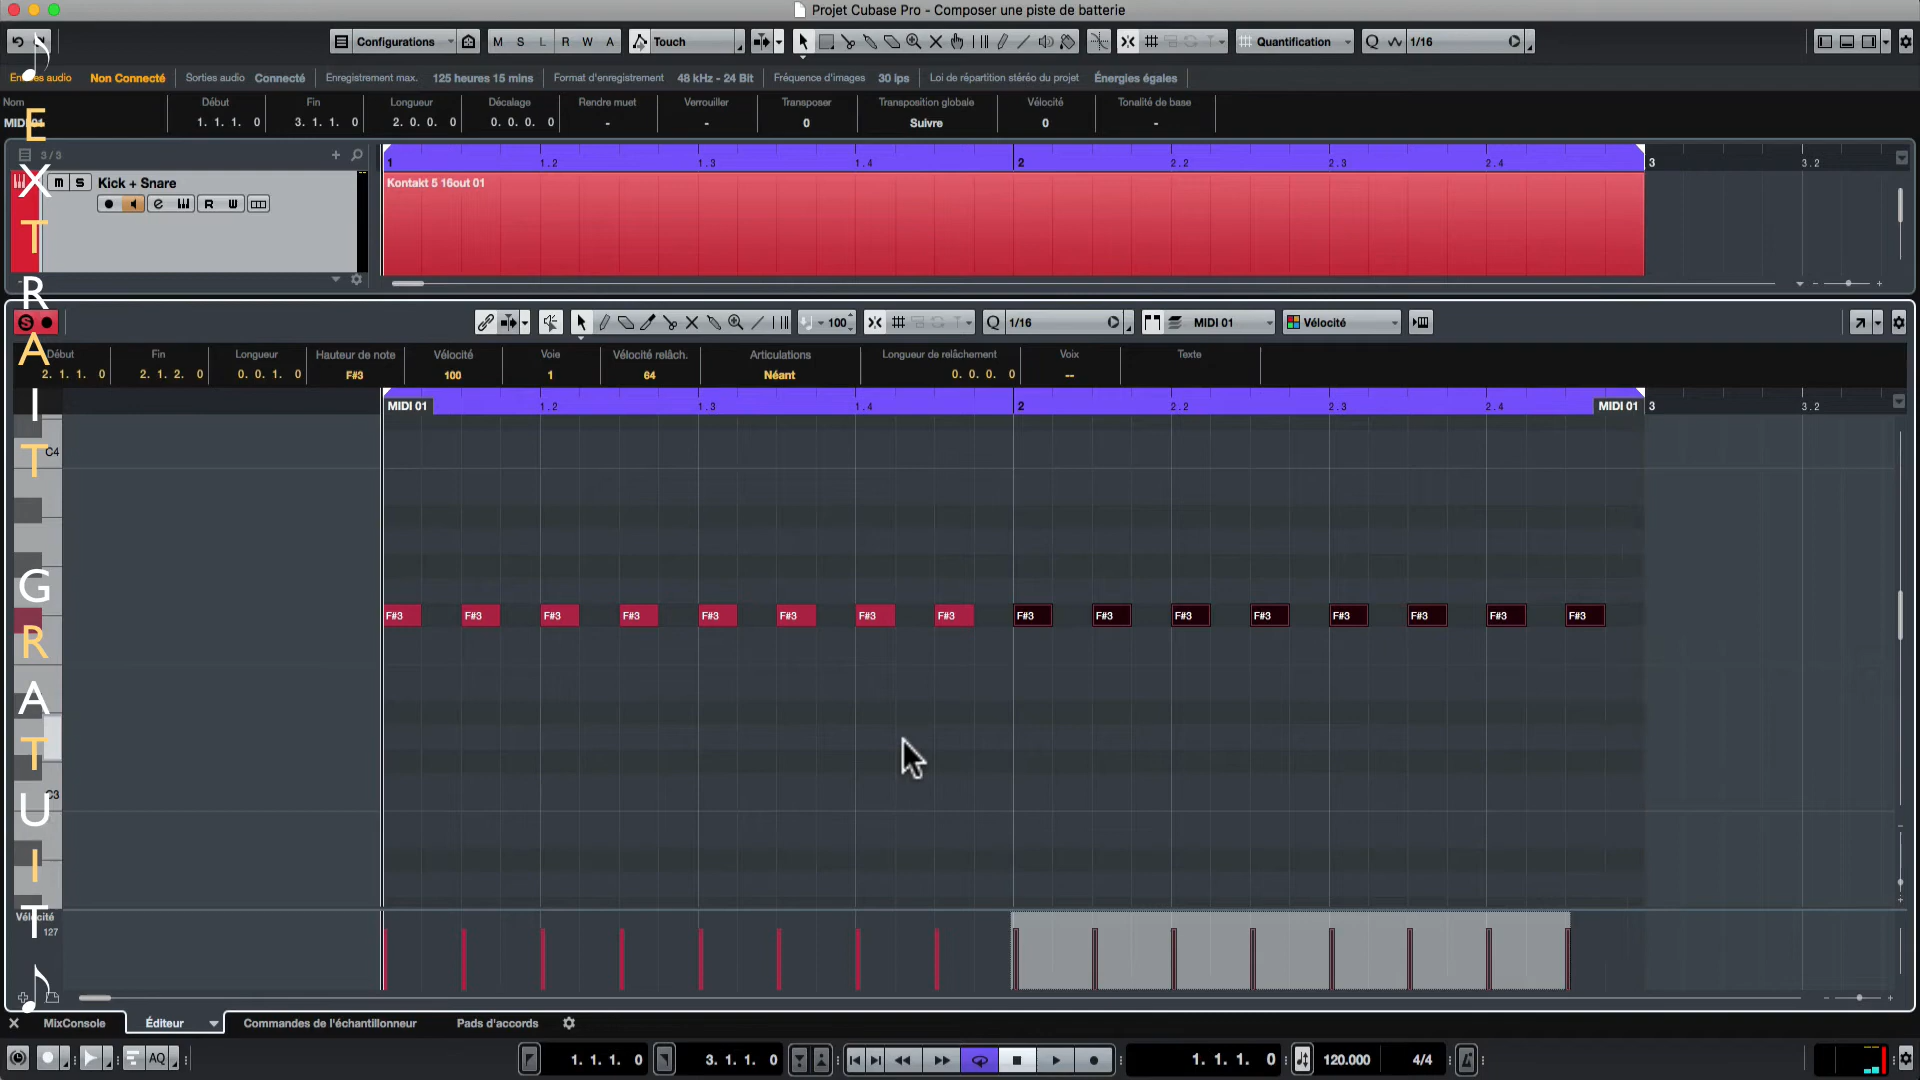 Projet Cubase Pro - Composer une piste de batterie
Configurations M S L R W A Touch Quantification Q 1/16
Entrées audio Non Connecté Sorties audio Connecté Enregistrement max. 125 heures 15 mins Format d'enregistrement 48 kHz - 24 Bit Fréquence d'images 30 ips Loi de répartition stéréo du projet Énergies égales
Nom Début Fin Longueur Décalage Rendre muet Verrouiller Transposer Transposition globale Vélocité Tonalité de base
MIDI 01 1. 1. 1. 0 3. 1. 1. 0 2. 0. 0. 0 0. 0. 0. 0 - - 0 Suivre 0 -
3/3 1 1.2 1.3 1.4 2 2.2 2.3 2.4 3 3.2
m S Kick + Snare Kontakt 5 16out 01
e R W
100 Q 1/16 MIDI 01 Vélocité
Début Fin Longueur Hauteur de note Vélocité Voie Vélocité relâch. Articulations Longueur de relâchement Voix Texte
2. 1. 1. 0 2. 1. 2. 0 0. 0. 1. 0 F#3 100 1 64 Néant 0. 0. 0. 0 --
MIDI 01 1.2 1.3 1.4 2 2.2 2.3 2.4 MIDI 01 3 3.2
C4
F#3 F#3 F#3 F#3 F#3 F#3 F#3 F#3 F#3 F#3 F#3 F#3 F#3 F#3 F#3 F#3
C3
Vélocité
127
EXTRAIT GRATUIT
MixConsole Éditeur Commandes de l'échantillonneur Pads d'accords
AQ 1. 1. 1. 0 3. 1. 1. 0 1. 1. 1. 0 120.000 4/4